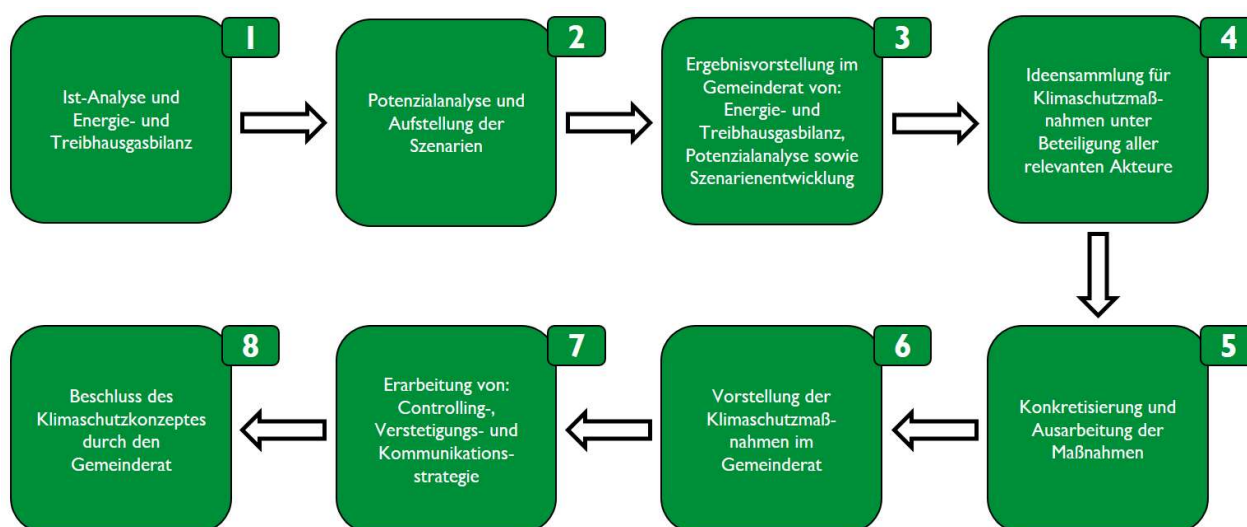 1
Ist-Analyse und
Energie- und
Treibhausgasbilanz
2
Potenzialanalyse und
Aufstellung der
Szenarien
3
Ergebnisvorstellung im
Gemeinderat von:
Energie- und
Treibhausgasbilanz,
Potenzialanalyse sowie
Szenarienentwicklung
4
Ideensammlung für
Klimaschutzmaß-
nahmen unter
Beteiligung aller
relevanten Akteure
5
Konkretisierung und
Ausarbeitung der
Maßnahmen
6
Vorstellung der
Klimaschutzmaß-
nahmen im
Gemeinderat
7
Erarbeitung von:
Controlling-,
Verstetigungs- und
Kommunikations-
strategie
8
Beschluss des
Klimaschutzkonzeptes
durch den
Gemeinderat